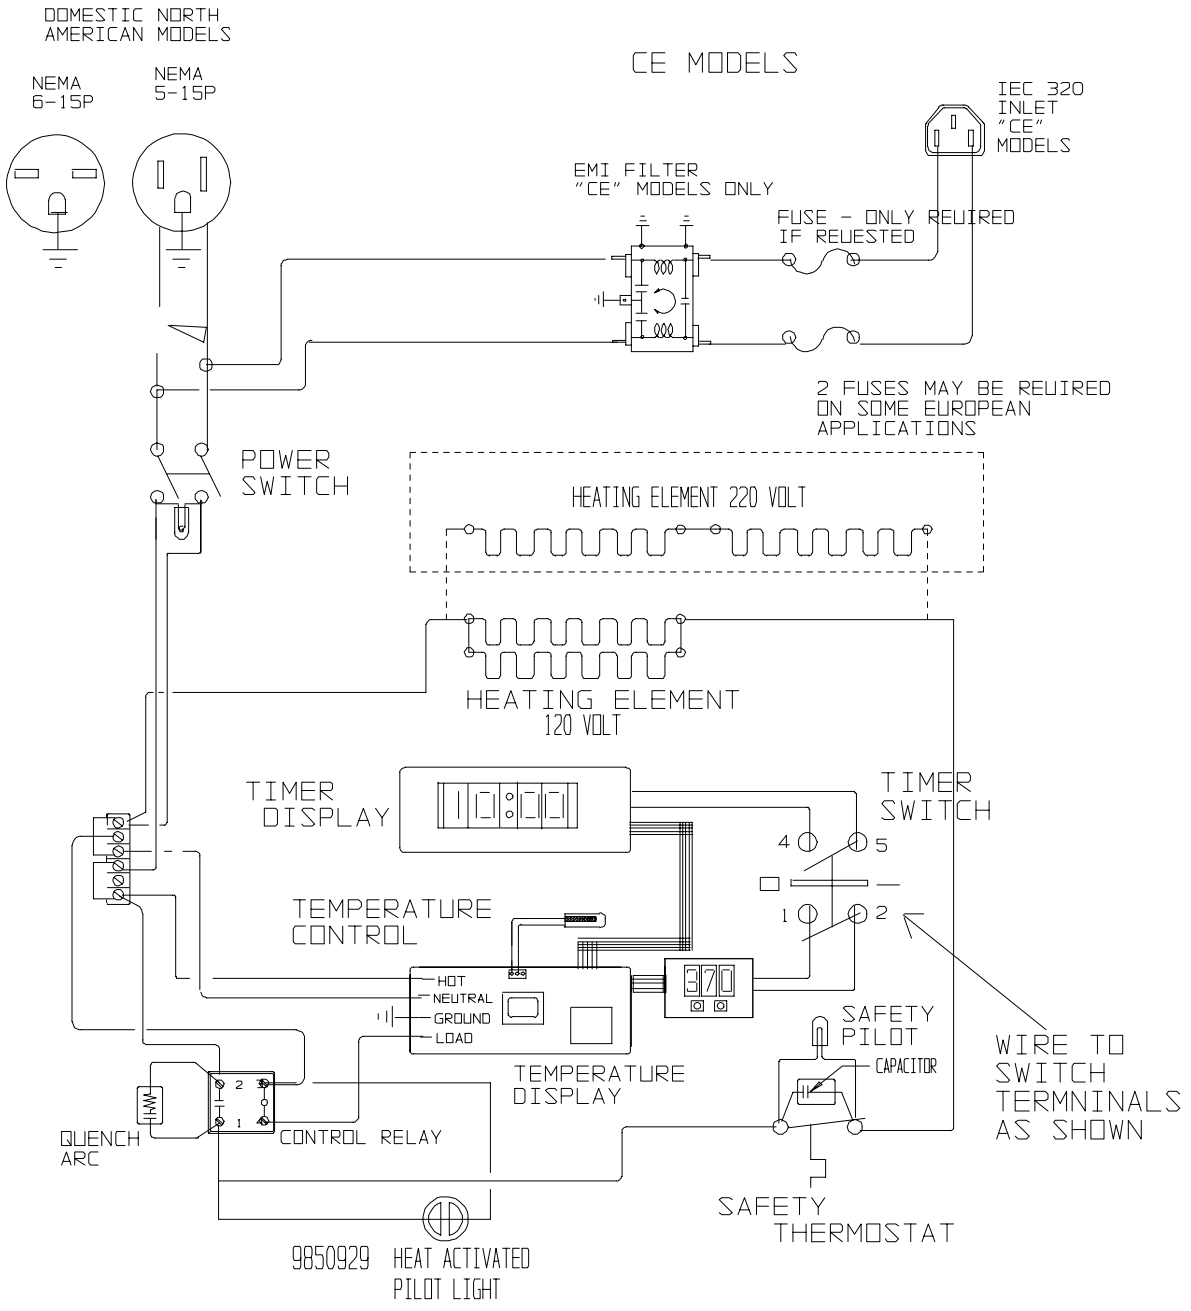 DOMESTIC NORTH
AMERICAN MODELS
NEMA
6-15P
NEMA
5-15P
CE MODELS
IEC 320
INLET
"CE"
MODELS
EMI FILTER
"CE" MODELS ONLY
FUSE - ONLY REUIRED
IF REUESTED
2 FUSES MAY BE REUIRED
ON SOME EUROPEAN
APPLICATIONS
POWER
SWITCH
HEATING ELEMENT 220 VOLT
HEATING ELEMENT
120 VOLT
TIMER
DISPLAY
10:00
TIMER
SWITCH
4
5
1
2
TEMPERATURE
CONTROL
HOT
NEUTRAL
GROUND
LOAD
370
TEMPERATURE
DISPLAY
SAFETY
PILOT
CAPACITOR
WIRE TO
SWITCH
TERMNINALS
AS SHOWN
2 3
1
QUENCH
ARC
CONTROL RELAY
SAFETY
THERMOSTAT
9850929
HEAT ACTIVATED
PILOT LIGHT